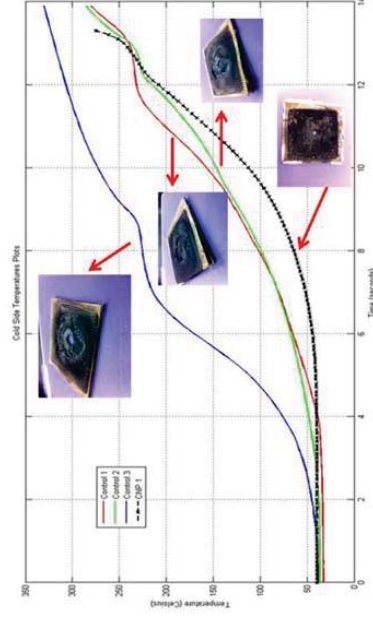 Cold Side Temperatures Plots
350
300
250
200
150
100
50
0
Temperature (Celsius)
Control 1
Control 2
Control 3
CMP 1
0
2
4
6
8
10
12
14
Time (seconds)